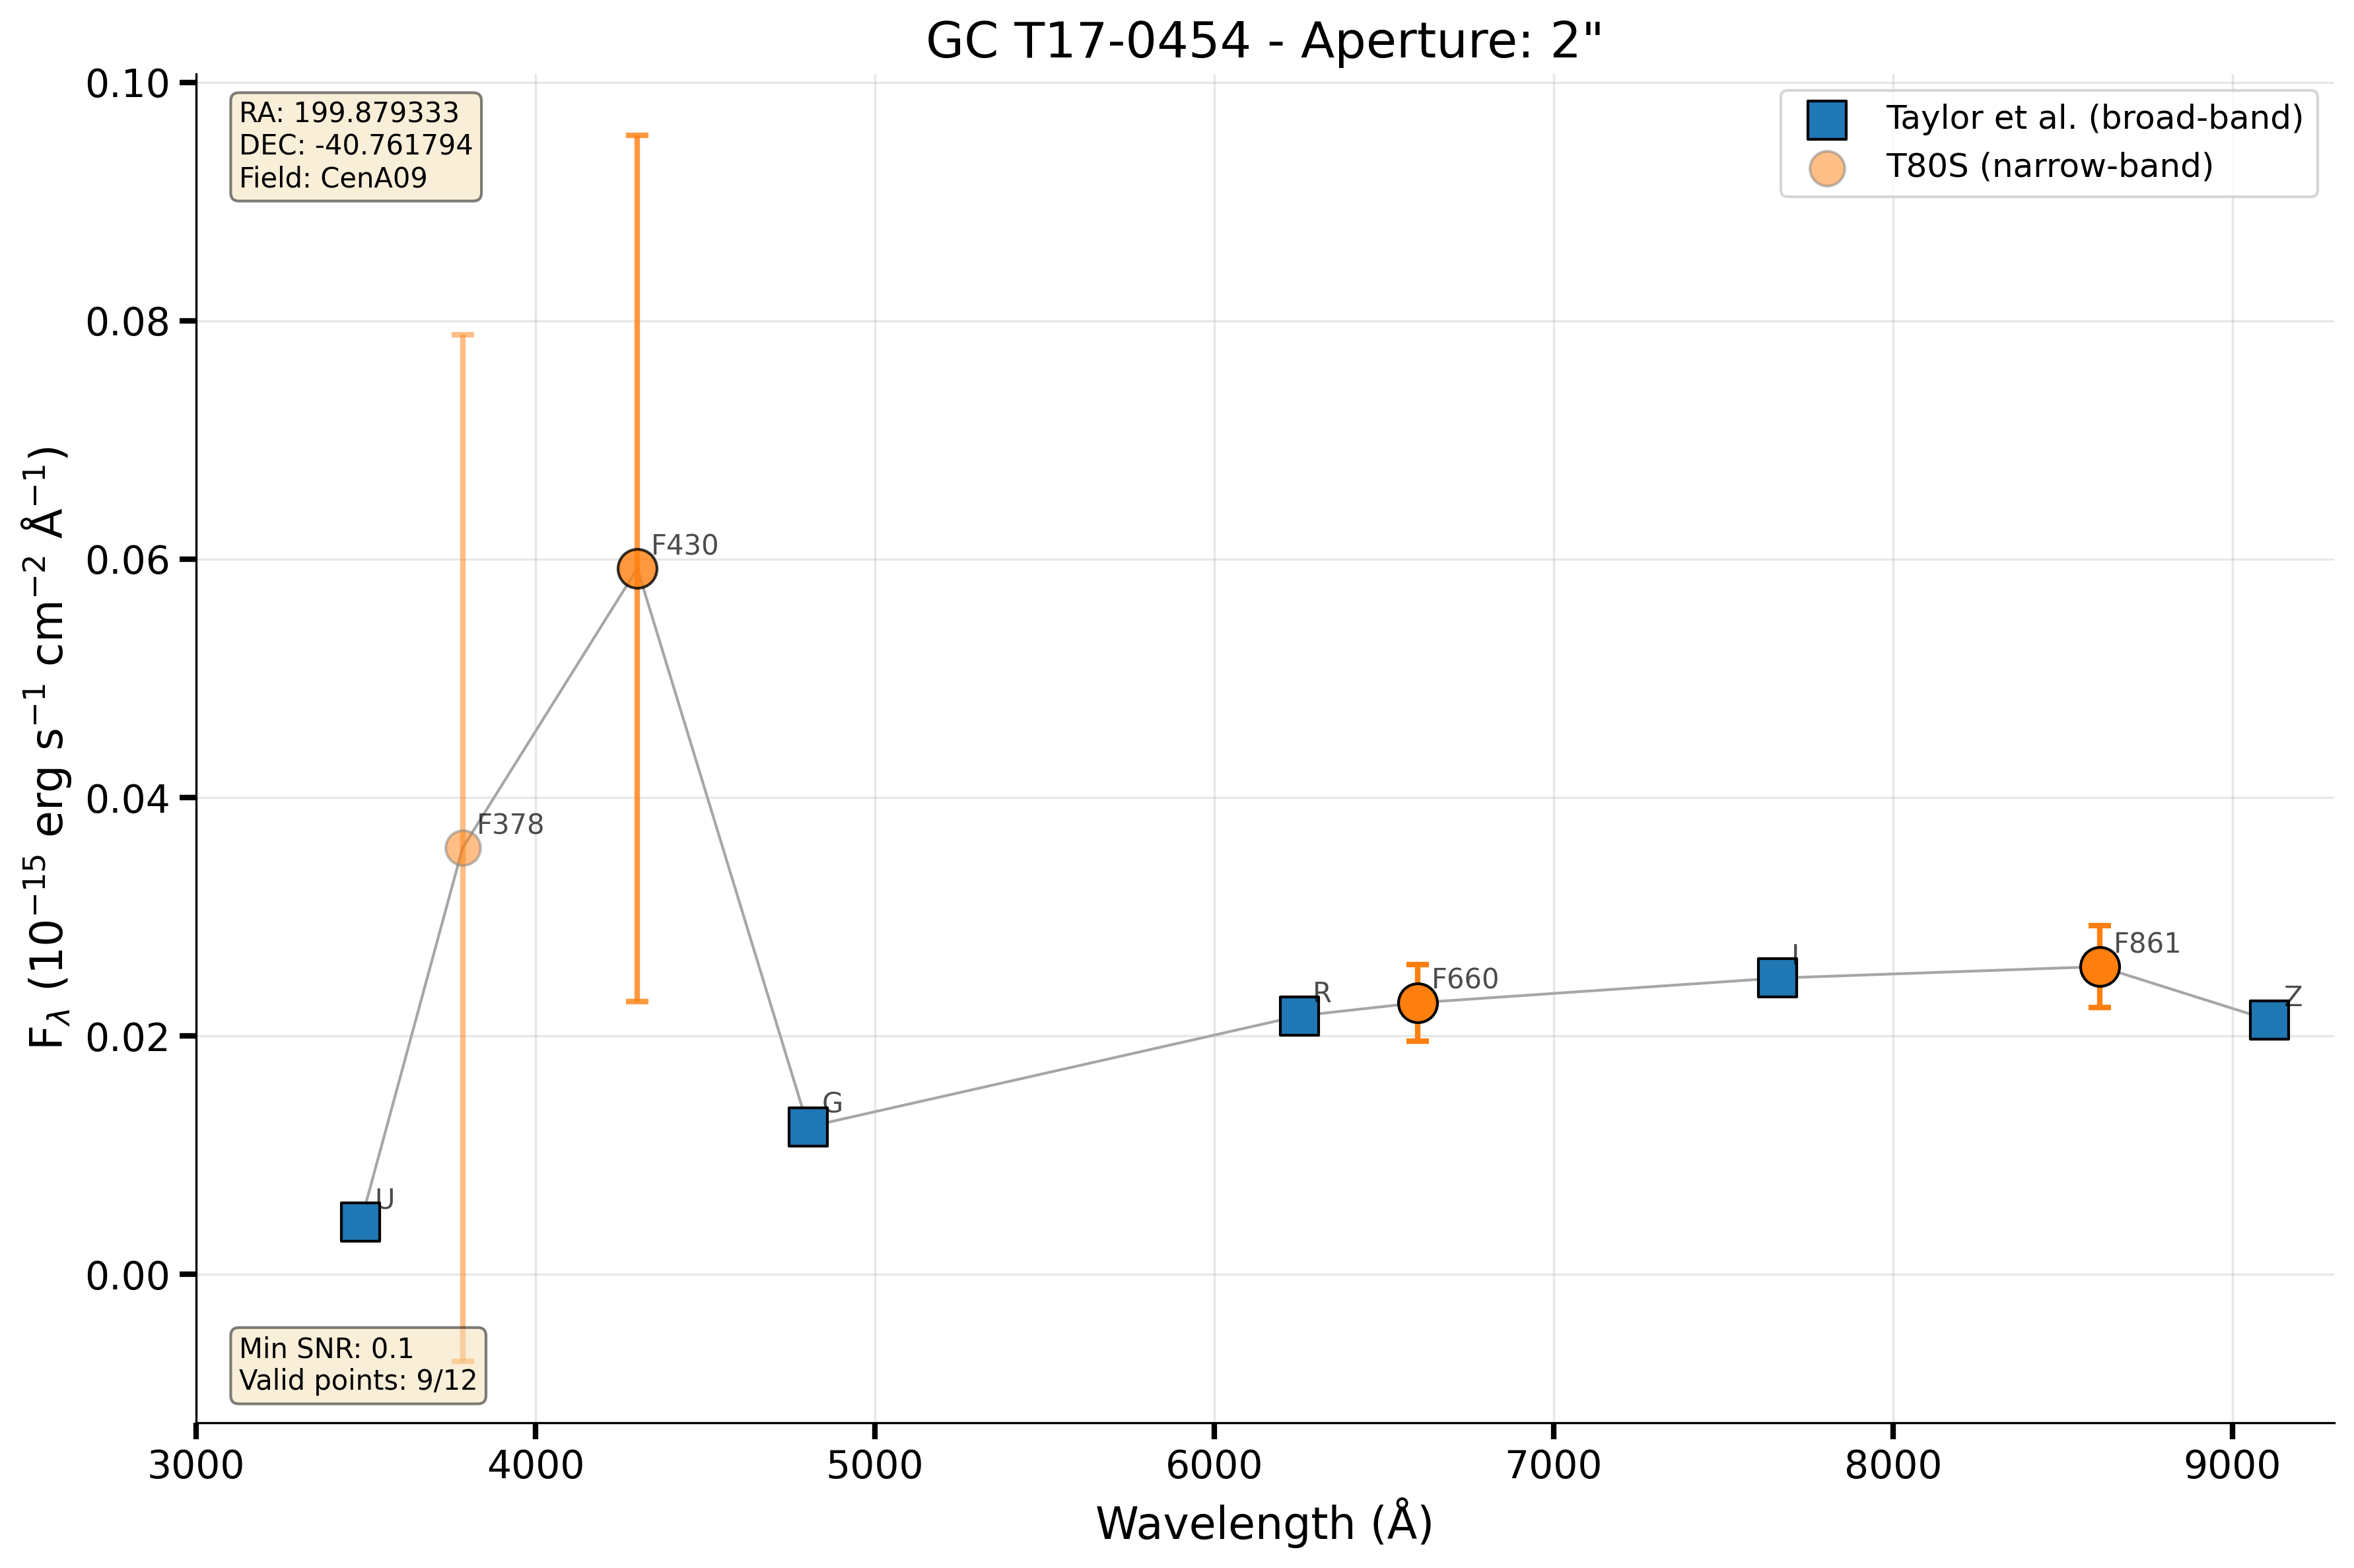 GC T17-0454 - Aperture: 2"
RA: 199.879333
DEC: -40.761794
Field: CenA09
Taylor et al. (broad-band)
T80S (narrow-band)
0.10
0.08
0.06
0.04
0.02
0.00
F430
F378
F861
I
F660
R
Z
G
U
Min SNR: 0.1
Valid points: 9/12
3000 4000 5000 6000 7000 8000 9000
Wavelength (Å)
F_λ (10⁻¹⁵ erg s⁻¹ cm⁻² Å⁻¹)